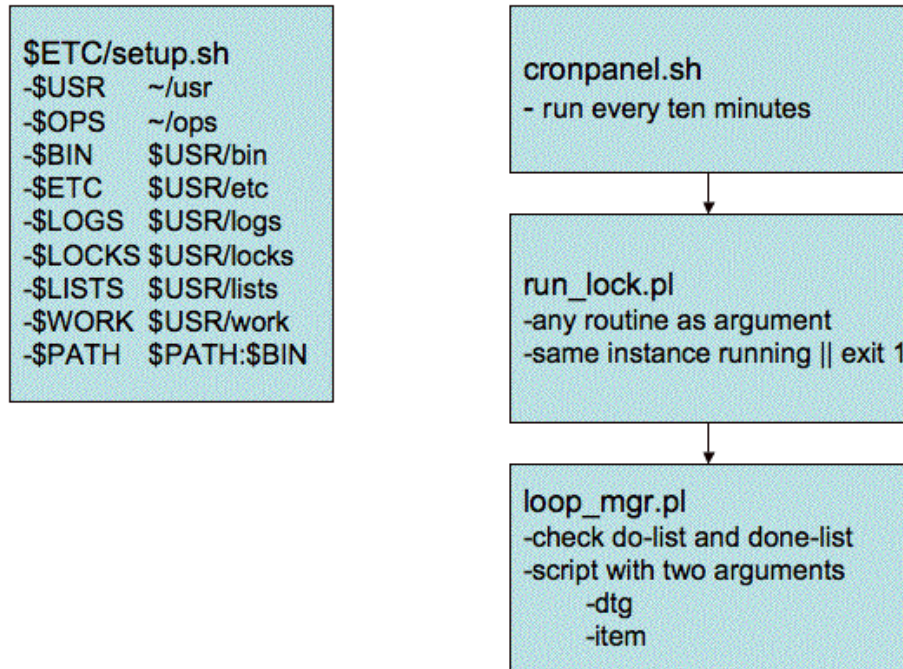 $ETC/setup.sh
-$USR ~/usr
-$OPS ~/ops
-$BIN $USR/bin
-$ETC $USR/etc
-$LOGS $USR/logs
-$LOCKS $USR/locks
-$LISTS $USR/lists
-$WORK $USR/work
-$PATH $PATH:$BIN
cronpanel.sh
- run every ten minutes
run_lock.pl
-any routine as argument
-same instance running || exit 1
loop_mgr.pl
-check do-list and done-list
-script with two arguments
-dtg
-item